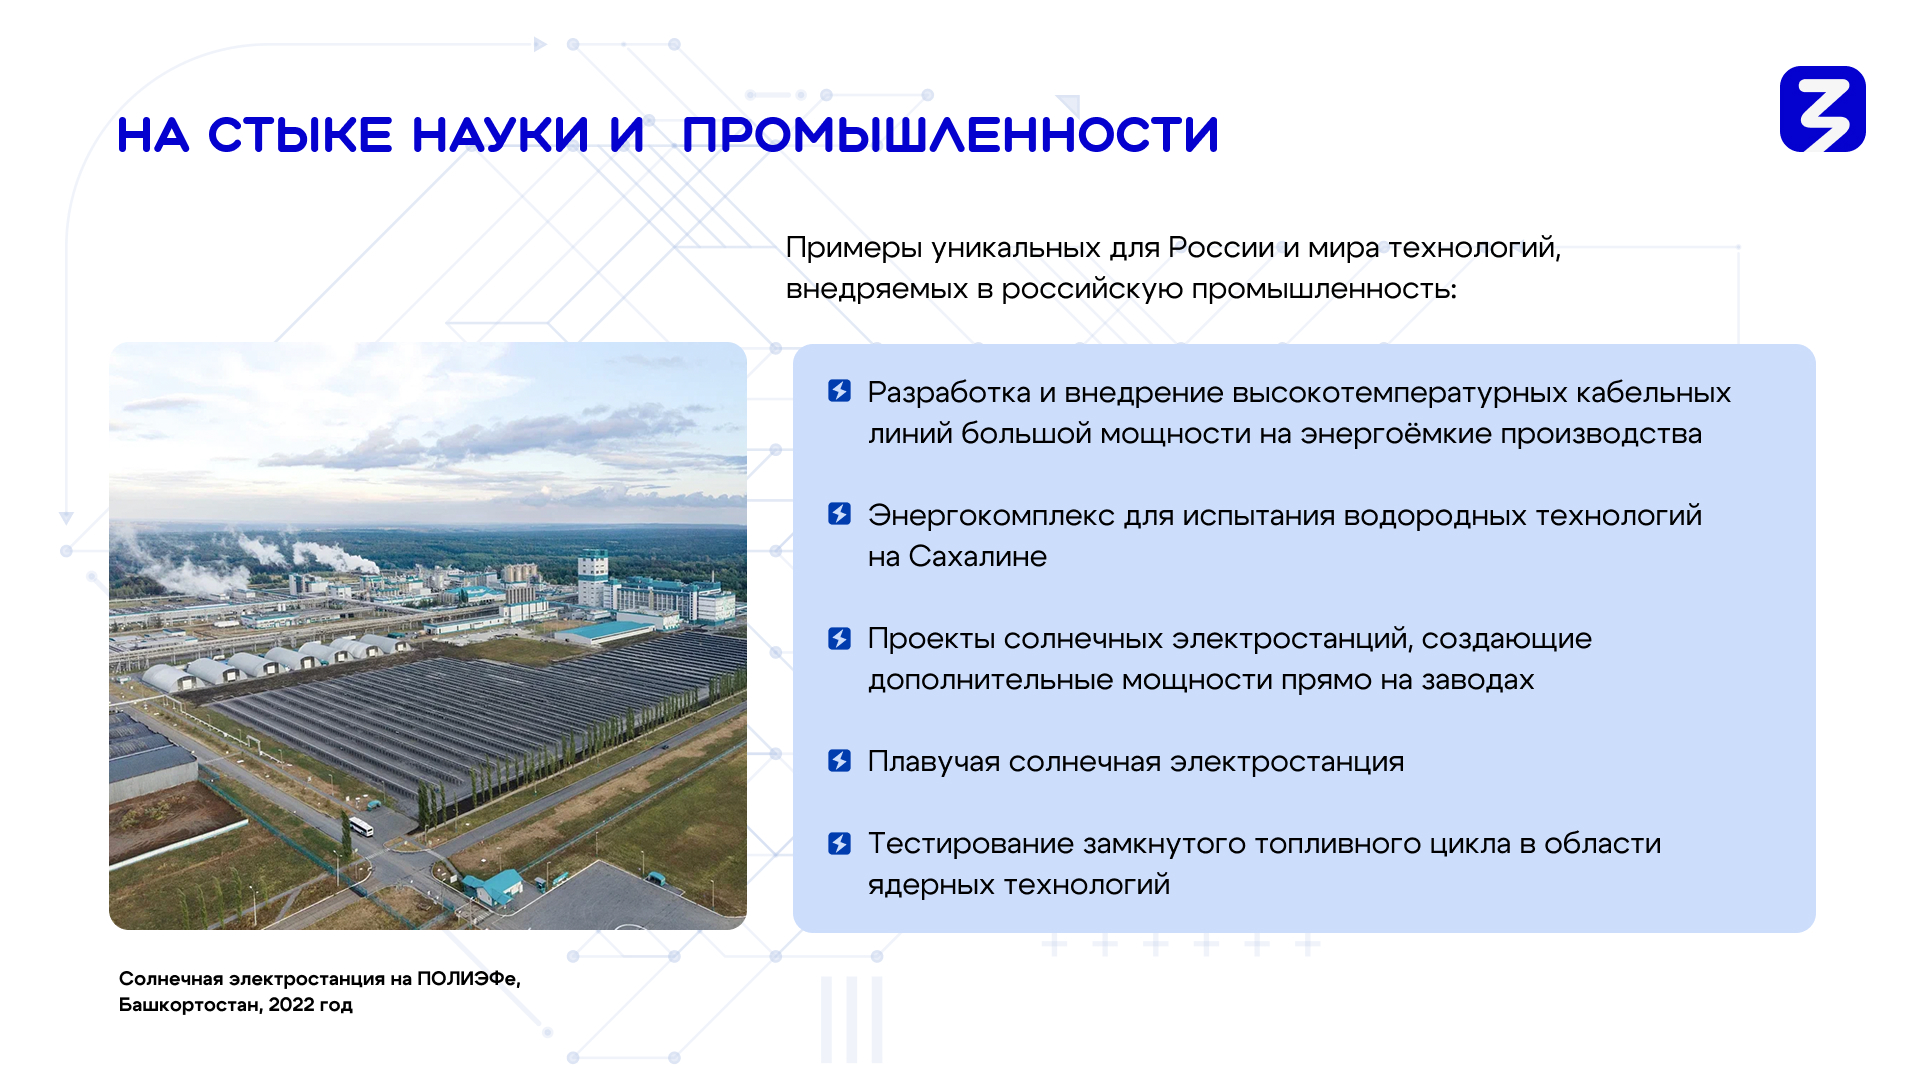 НА СТЫКЕ НАУКИ И ПРОМЫШЛЕННОСТИ
Примеры уникальных для России и мира технологий,
внедряемых в российскую промышленность:
Разработка и внедрение высокотемпературных кабельных
линий большой мощности на энергоёмкие производства
Энергокомплекс для испытания водородных технологий
на Сахалине
Проекты солнечных электростанций, создающие
дополнительные мощности прямо на заводах
Плавучая солнечная электростанция
Тестирование замкнутого топливного цикла в области
ядерных технологий
Солнечная электростанция на ПОЛИЭФе,
Башкортостан, 2022 год